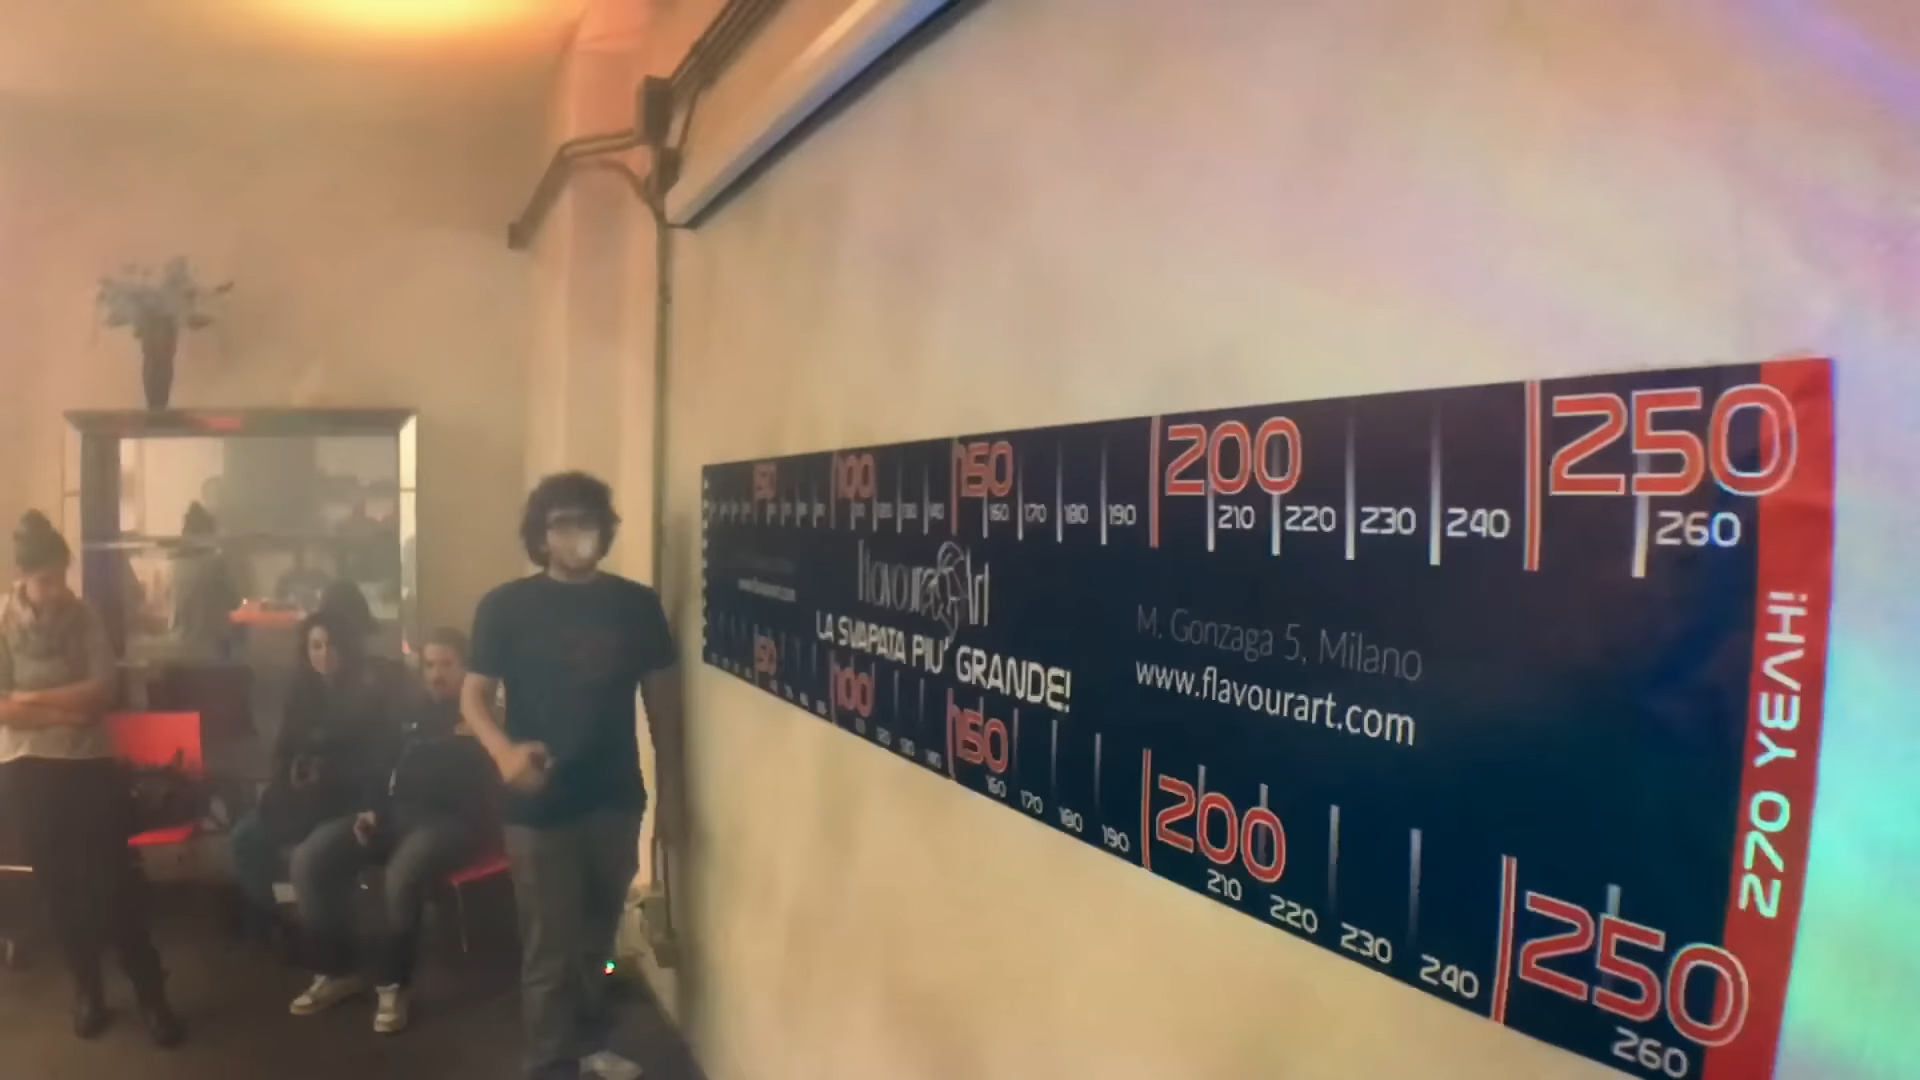 50 100 150 200 250
160 170 180 190 210 220 230 240 260
flavourArt
LA SVAPATA PIU' GRANDE!
M. Gonzaga 5, Milano
www.flavourart.com
270 YEAH!
50 100 150 200 250
160 170 180 190 210 220 230 240 260